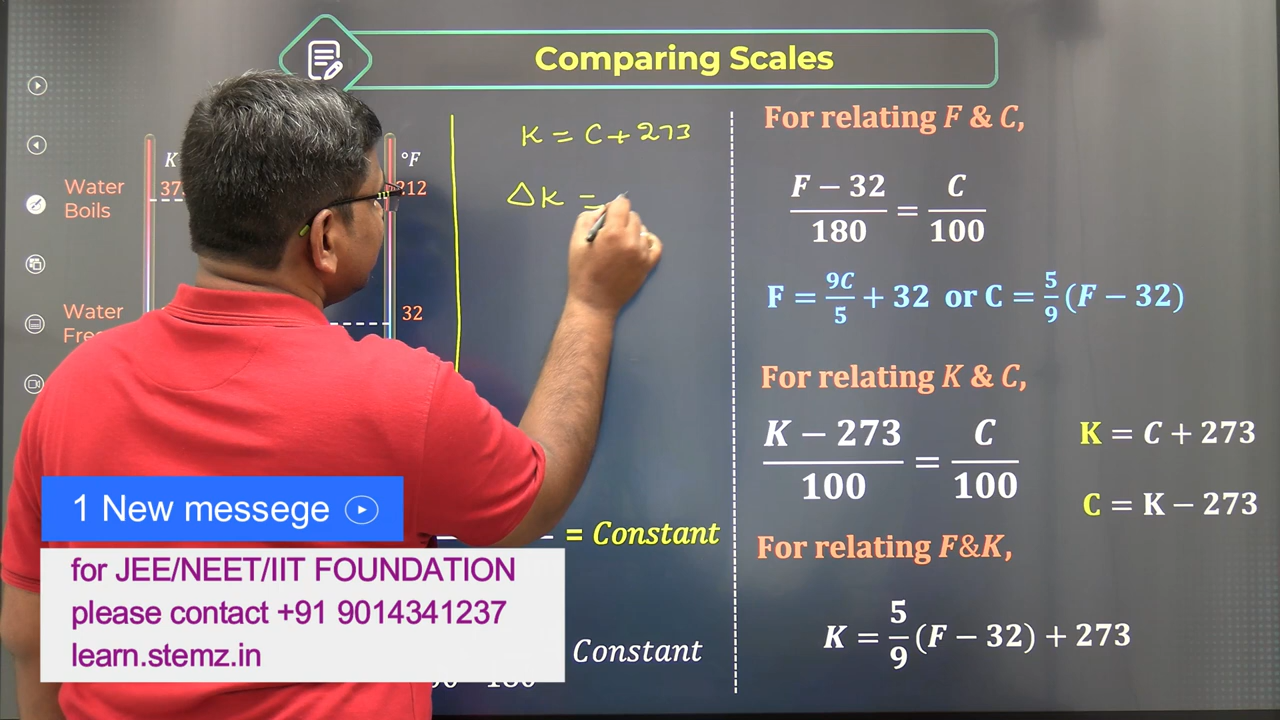 Comparing Scales
K
°F
Water
Boils
212
Water
32
K = C + 273
ΔK =
= Constant
Constant
For relating F & C,
F − 32 / 180 = C / 100
F = 9C/5 + 32 or C = 5/9 (F − 32)
For relating K & C,
K − 273 / 100 = C / 100
K = C + 273
C = K − 273
For relating F&K,
K = 5/9 (F − 32) + 273
1 New messege
for JEE/NEET/IIT FOUNDATION
please contact +91 9014341237
learn.stemz.in